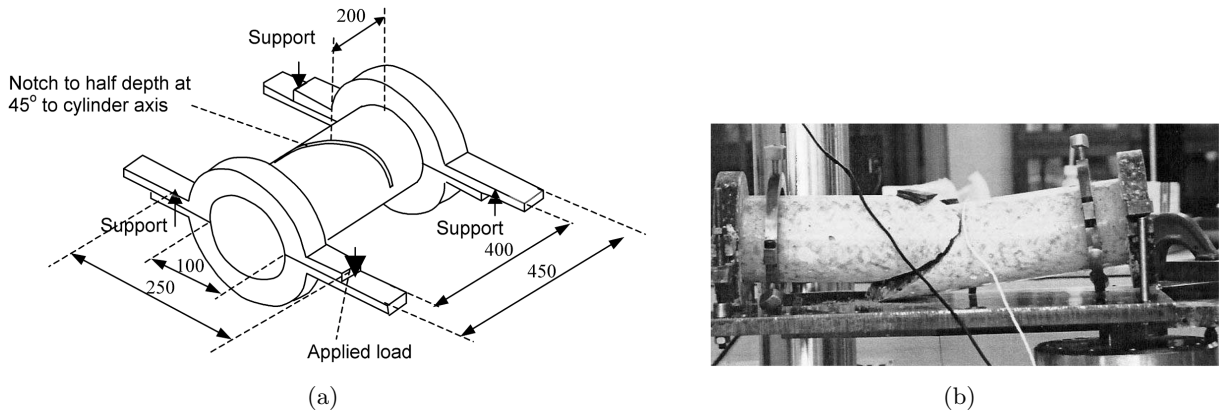 200
Support
Notch to half depth at
45° to cylinder axis
Support
Support
100
250
400
450
Applied load
(a)
(b)